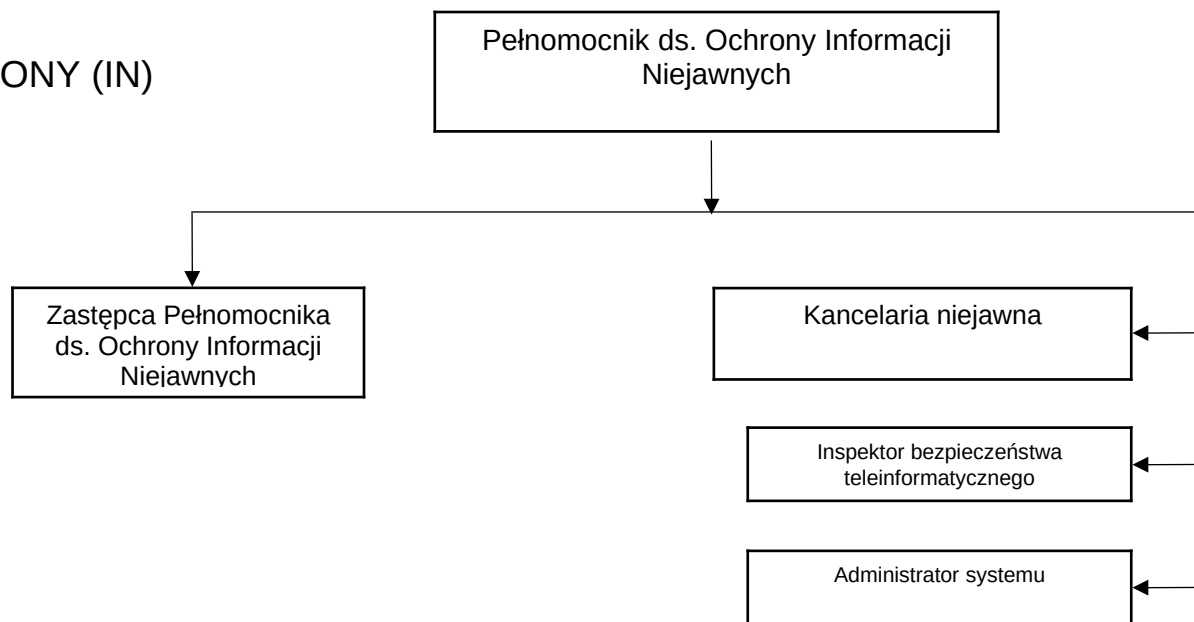 Pełnomocnik ds. Ochrony Informacji
Niejawnych
ONY (IN)
Zastępca Pełnomocnika
ds. Ochrony Informacji
Niejawnych
Kancelaria niejawna
Inspektor bezpieczeństwa
teleinformatycznego
Administrator systemu